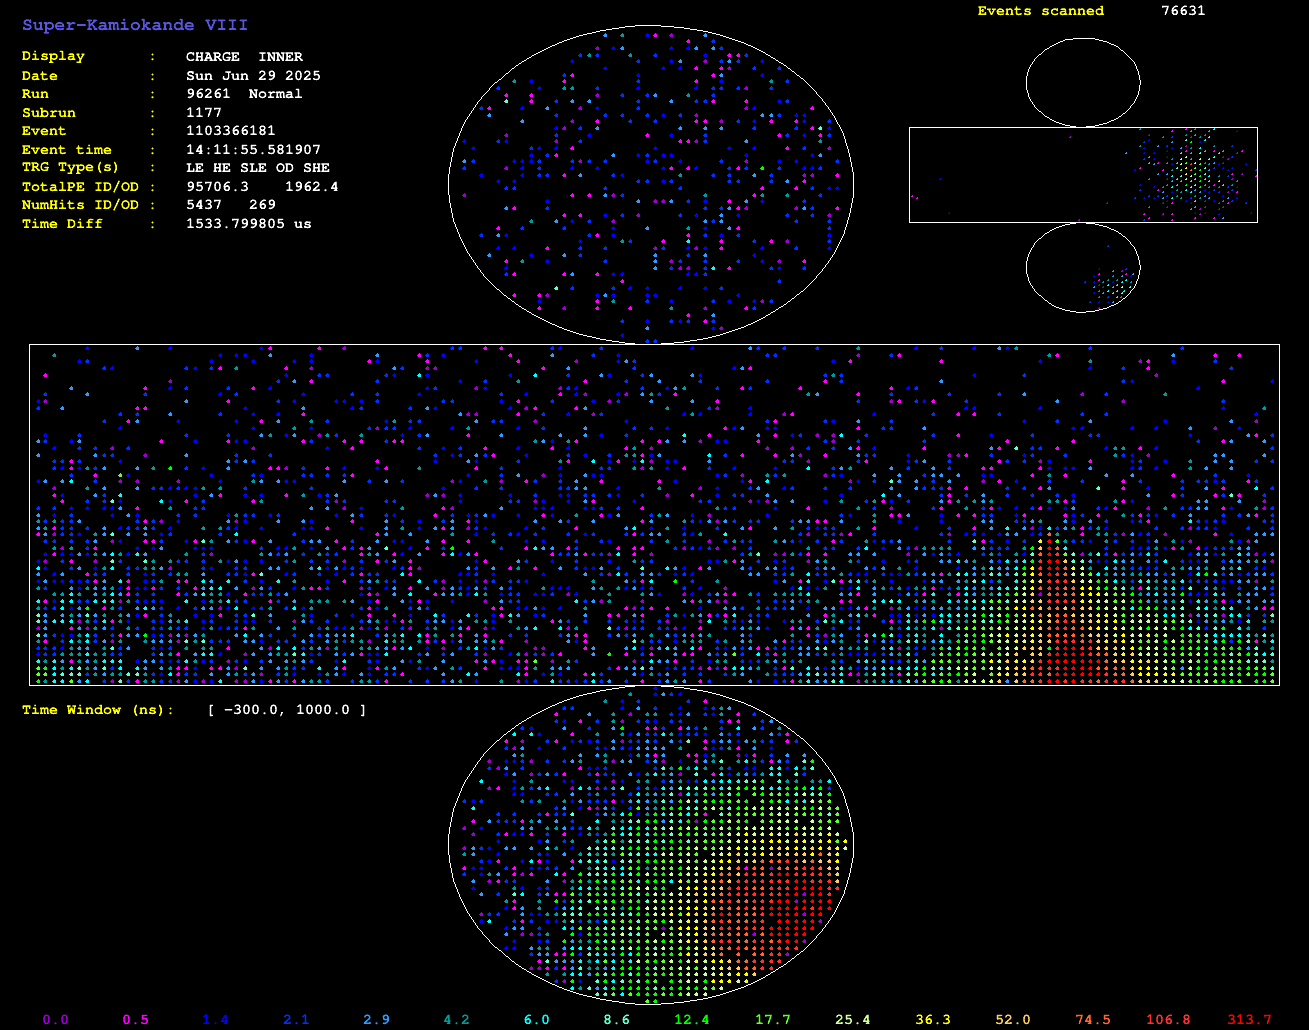 Super-Kamiokande VIII
Events scanned 76631
Display : CHARGE INNER
Date : Sun Jun 29 2025
Run : 96261 Normal
Subrun : 1177
Event : 1103366181
Event time : 14:11:55.581907
TRG Type(s) : LE HE SLE OD SHE
TotalPE ID/OD : 95706.3 1962.4
NumHits ID/OD : 5437 269
Time Diff : 1533.799805 us
Time Window (ns): [ -300.0, 1000.0 ]
0.0 0.5 1.4 2.1 2.9 4.2 6.0 8.6 12.4 17.7 25.4 36.3 52.0 74.5 106.8 313.7